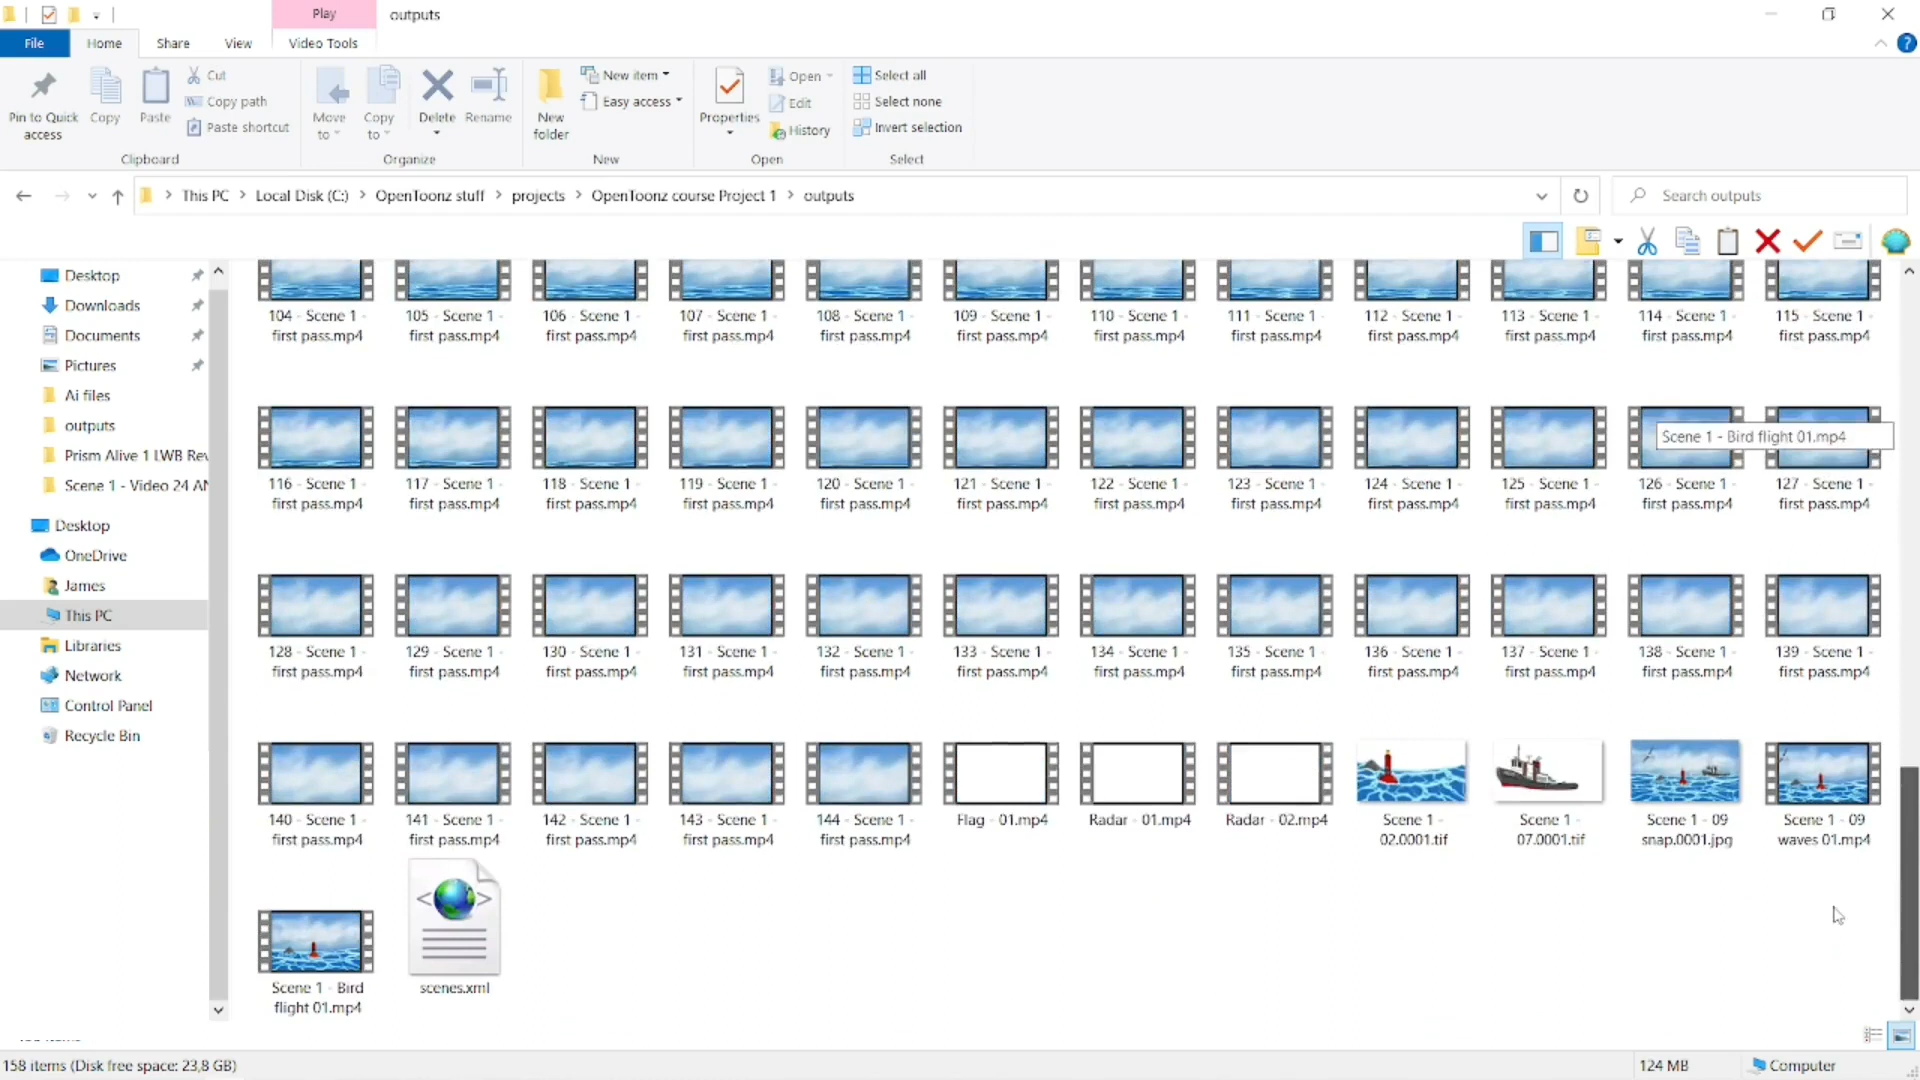 Play
outputs
File
Home
Share
View
Video Tools
Pin to Quick access
Copy
Paste
Cut
Copy path
Paste shortcut
Clipboard
Move to
Copy to
Delete
Rename
Organize
New folder
New item
Easy access
New
Properties
Open
Edit
History
Open
Select all
Select none
Invert selection
Select
This PC
Local Disk (C:)
OpenToonz stuff
projects
OpenToonz course Project 1
outputs
Search outputs
Desktop
Downloads
Documents
Pictures
Ai files
outputs
Prism Alive 1 LWB Rev
Scene 1 - Video 24 AN
Desktop
OneDrive
James
This PC
Libraries
Network
Control Panel
Recycle Bin
104 - Scene 1 - first pass.mp4
105 - Scene 1 - first pass.mp4
106 - Scene 1 - first pass.mp4
107 - Scene 1 - first pass.mp4
108 - Scene 1 - first pass.mp4
109 - Scene 1 - first pass.mp4
110 - Scene 1 - first pass.mp4
111 - Scene 1 - first pass.mp4
112 - Scene 1 - first pass.mp4
113 - Scene 1 - first pass.mp4
114 - Scene 1 - first pass.mp4
115 - Scene 1 - first pass.mp4
116 - Scene 1 - first pass.mp4
117 - Scene 1 - first pass.mp4
118 - Scene 1 - first pass.mp4
119 - Scene 1 - first pass.mp4
120 - Scene 1 - first pass.mp4
121 - Scene 1 - first pass.mp4
122 - Scene 1 - first pass.mp4
123 - Scene 1 - first pass.mp4
124 - Scene 1 - first pass.mp4
125 - Scene 1 - first pass.mp4
126 - Scene 1 - first pass.mp4
127 - Scene 1 - first pass.mp4
Scene 1 - Bird flight 01.mp4
128 - Scene 1 - first pass.mp4
129 - Scene 1 - first pass.mp4
130 - Scene 1 - first pass.mp4
131 - Scene 1 - first pass.mp4
132 - Scene 1 - first pass.mp4
133 - Scene 1 - first pass.mp4
134 - Scene 1 - first pass.mp4
135 - Scene 1 - first pass.mp4
136 - Scene 1 - first pass.mp4
137 - Scene 1 - first pass.mp4
138 - Scene 1 - first pass.mp4
139 - Scene 1 - first pass.mp4
140 - Scene 1 - first pass.mp4
141 - Scene 1 - first pass.mp4
142 - Scene 1 - first pass.mp4
143 - Scene 1 - first pass.mp4
144 - Scene 1 - first pass.mp4
Flag - 01.mp4
Radar - 01.mp4
Radar - 02.mp4
Scene 1 - 02.0001.tif
Scene 1 - 07.0001.tif
Scene 1 - 09 snap.0001.jpg
Scene 1 - 09 waves 01.mp4
Scene 1 - Bird flight 01.mp4
scenes.xml
158 items (Disk free space: 23,8 GB)
124 MB
Computer